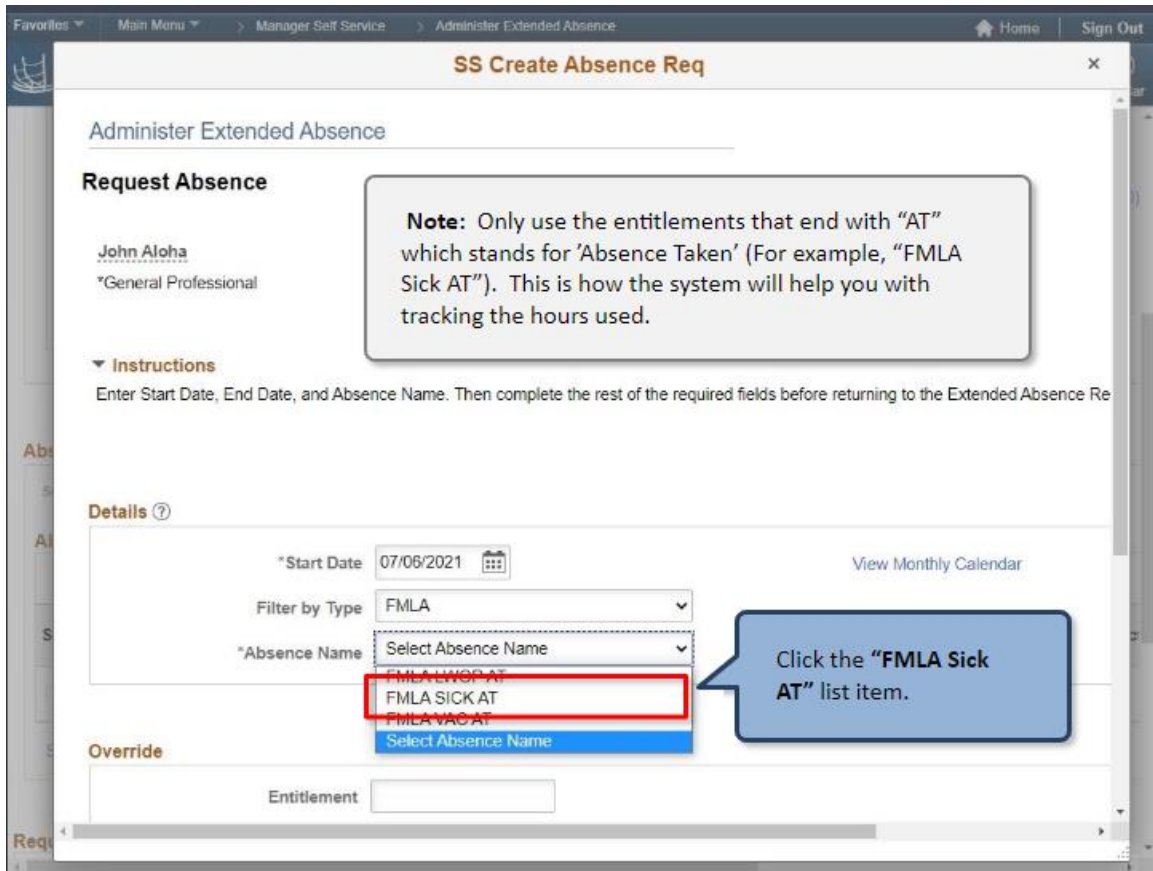 Favorites Main Menu > Manager Self Service > Administer Extended Absence Home Sign Out
SS Create Absence Req ×
ar
Administer Extended Absence
Request Absence
John Aloha
*General Professional
Note: Only use the entitlements that end with “AT”
which stands for ’Absence Taken’ (For example, “FMLA
Sick AT”). This is how the system will help you with
tracking the hours used.
Instructions
Enter Start Date, End Date, and Absence Name. Then complete the rest of the required fields before returning to the Extended Absence Re
Abs
Details ?
Al
*Start Date 07/06/2021 View Monthly Calendar
Filter by Type FMLA
S
*Absence Name Select Absence Name
FMLA LWOP AT
FMLA SICK AT
FMLA VAC AT
Select Absence Name
Click the “FMLA Sick
AT” list item.
Override
Entitlement
Requ